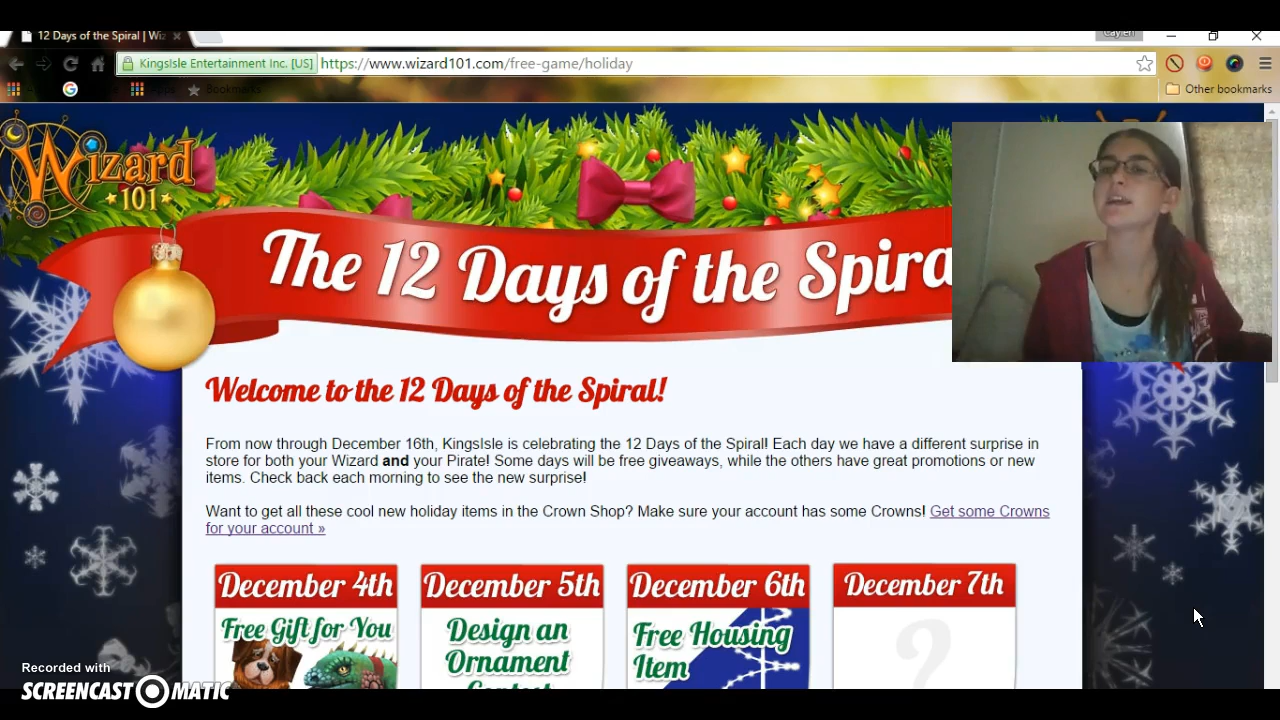 12 Days of the Spiral | Wiz
Caylen
KingsIsle Entertainment Inc. [US] https://www.wizard101.com/free-game/holiday
Bookmarks
Other bookmarks
Wizard
101
The 12 Days of the Spira
Welcome to the 12 Days of the Spiral!
From now through December 16th, KingsIsle is celebrating the 12 Days of the Spiral! Each day we have a different surprise in
store for both your Wizard and your Pirate! Some days will be free giveaways, while the others have great promotions or new
items. Check back each morning to see the new surprise!
Want to get all these cool new holiday items in the Crown Shop? Make sure your account has some Crowns! Get some Crowns
for your account »
December 4th December 5th December 6th December 7th
Free Gift for You Design an Free Housing ?
Ornament Item
Contest
Recorded with
SCREENCAST MATIC